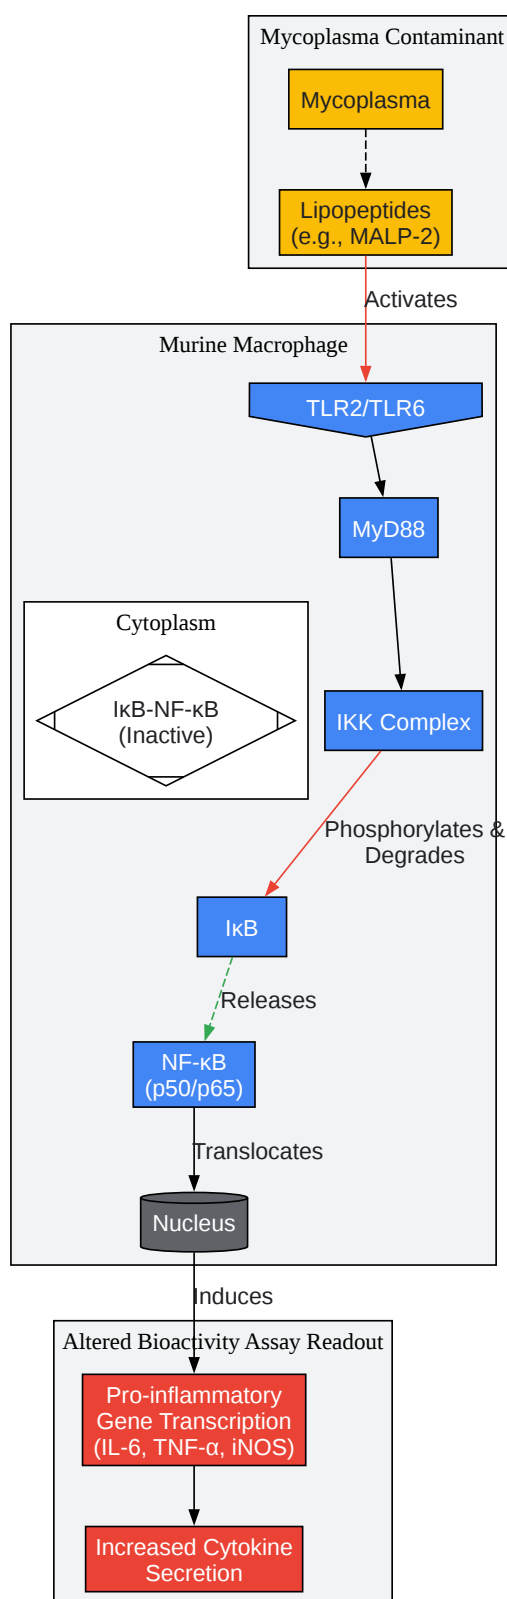 Mycoplasma Contaminant
Mycoplasma
Lipopeptides
(e.g., MALP-2)
Activates
Murine Macrophage
TLR2/TLR6
MyD88
Cytoplasm
IκB-NF-κB
(Inactive)
IKK Complex
Phosphorylates &
Degrades
IκB
Releases
NF-κB
(p50/p65)
Translocates
Nucleus
Induces
Altered Bioactivity Assay Readout
Pro-inflammatory
Gene Transcription
(IL-6, TNF-α, iNOS)
Increased Cytokine
Secretion